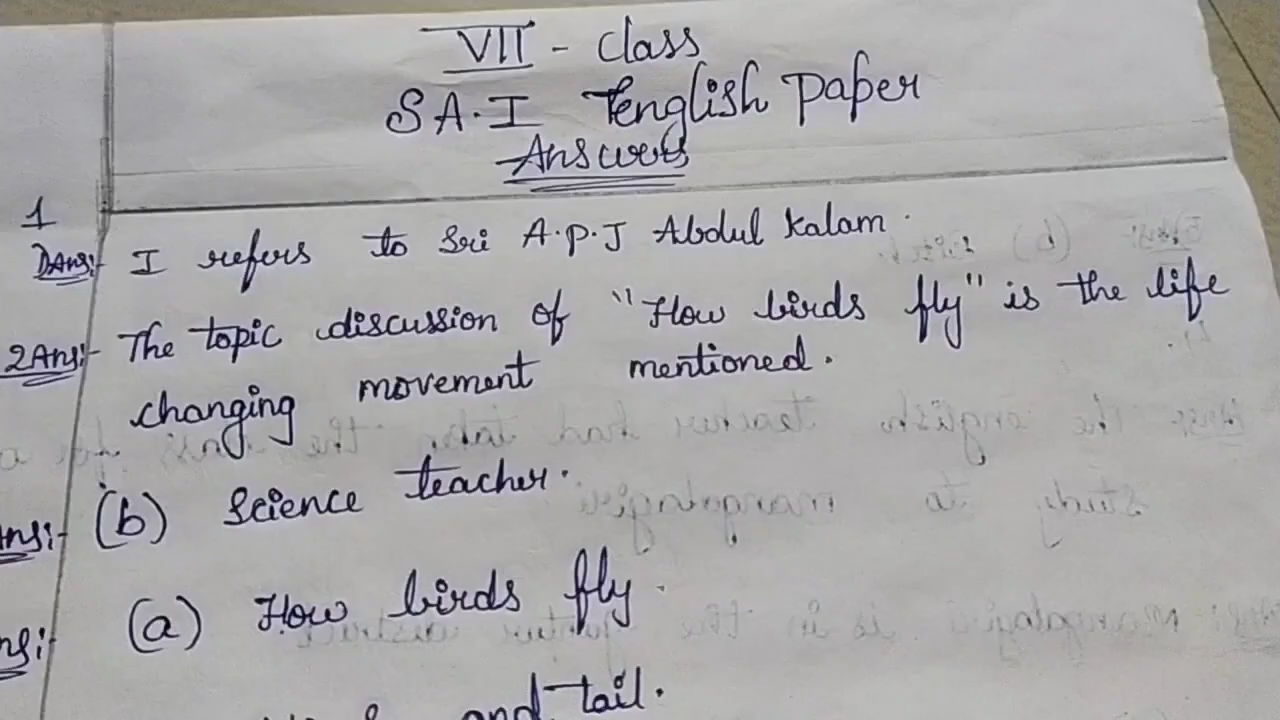 VII - Class
SA.I English Paper
Answers
1
1)Ans:- I refers to Sri A.P.J Abdul Kalam.
2Ans:- The topic discussion of "How birds fly" is the life
changing movement mentioned.
Ans:- (b) Science teacher.
Ans:- (a) How birds fly.
and tail.